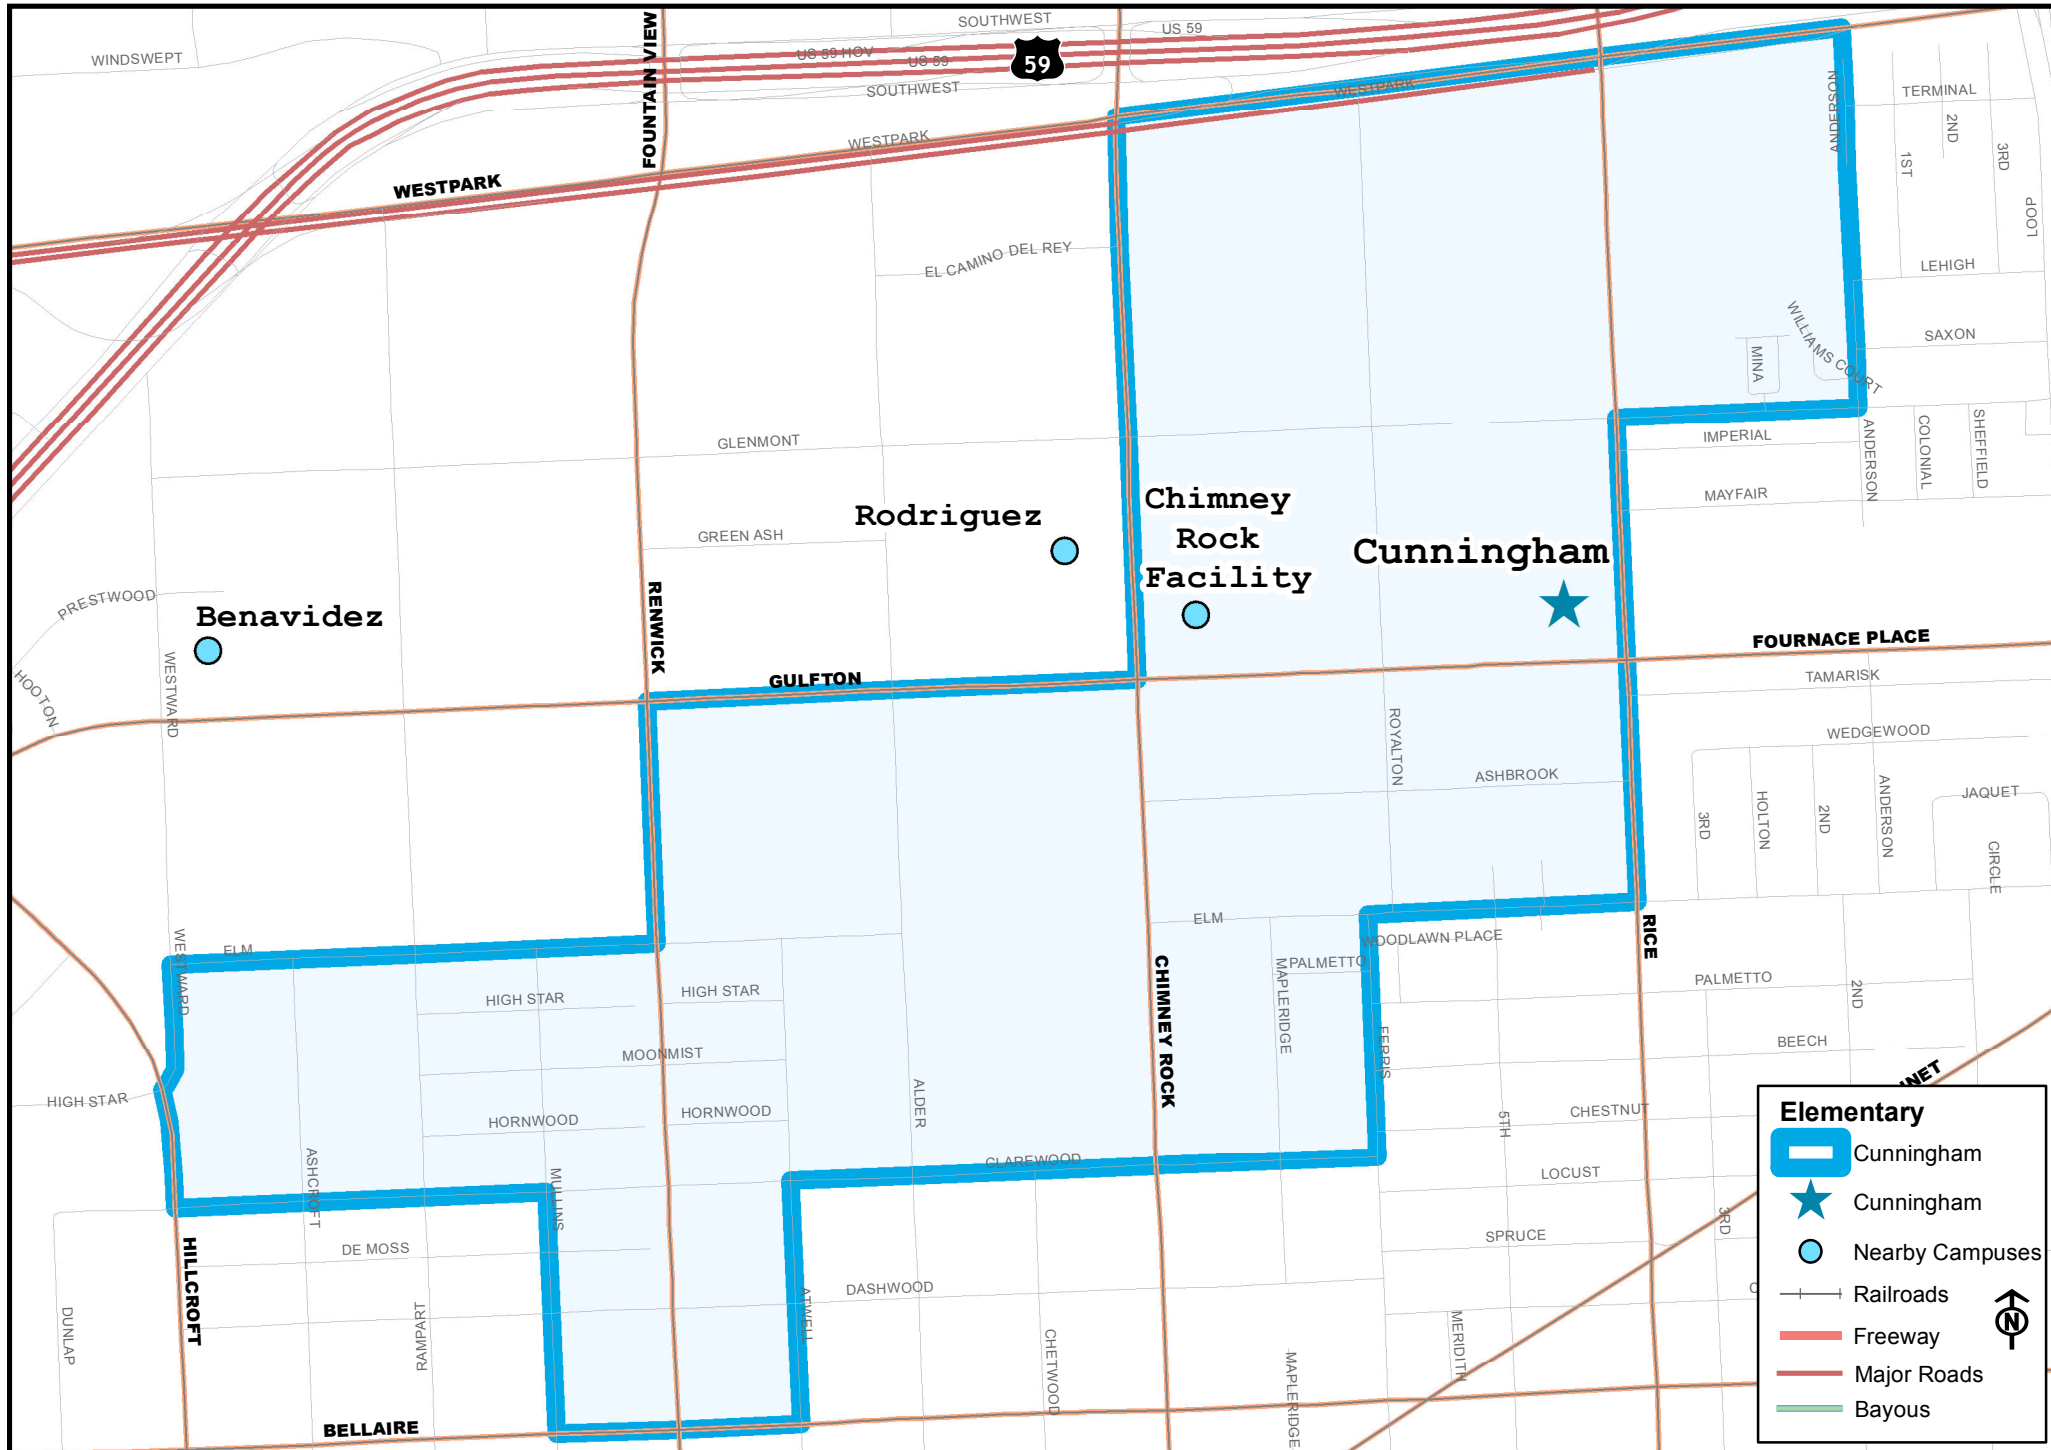 SOUTHWEST
US 59
WINDSWEPT
US 59 HOV
US 59
59
SOUTHWEST
FOUNTAIN VIEW
WESTPARK
WESTPARK
WESTPARK
ANDERSON
TERMINAL
2ND
1ST
3RD
LOOP
EL CAMINO DEL REY
LEHIGH
SAXON
WILLIAMS COURT
MINA
GLENMONT
IMPERIAL
MAYFAIR
ANDERSON
COLONIAL
SHEFFIELD
Rodriguez
Chimney
Rock
Facility
Cunningham
GREEN ASH
PRESTWOOD
Benavidez
RENWICK
HOOTON
WESTWARD
GULFTON
FOURNACE PLACE
TAMARISK
ROYALTON
WEDGEWOOD
ASHBROOK
3RD
HOLTON
2ND
ANDERSON
JAQUET
CIRCLE
ELM
WESTWARD
ELM
WOODLAWN PLACE
RICE
PALMETTO
MAPLERIDGE
PALMETTO
2ND
HIGH STAR
HIGH STAR
CHIMNEY ROCK
MOONMIST
FERRIS
BEECH
HIGH STAR
ALDER
HORNWOOD
HORNWOOD
5TH
CHESTNUT
ASHCROFT
MULLINS
CLAREWOOD
LOCUST
3RD
HILLCROFT
DE MOSS
SPRUCE
DASHWOOD
ATWELL
DUNLAP
RAMPART
CHETWOOD
MAPLERIDGE
MERIDITH
BELLAIRE
Elementary
Cunningham
Cunningham
Nearby Campuses
Railroads
N
Freeway
Major Roads
Bayous